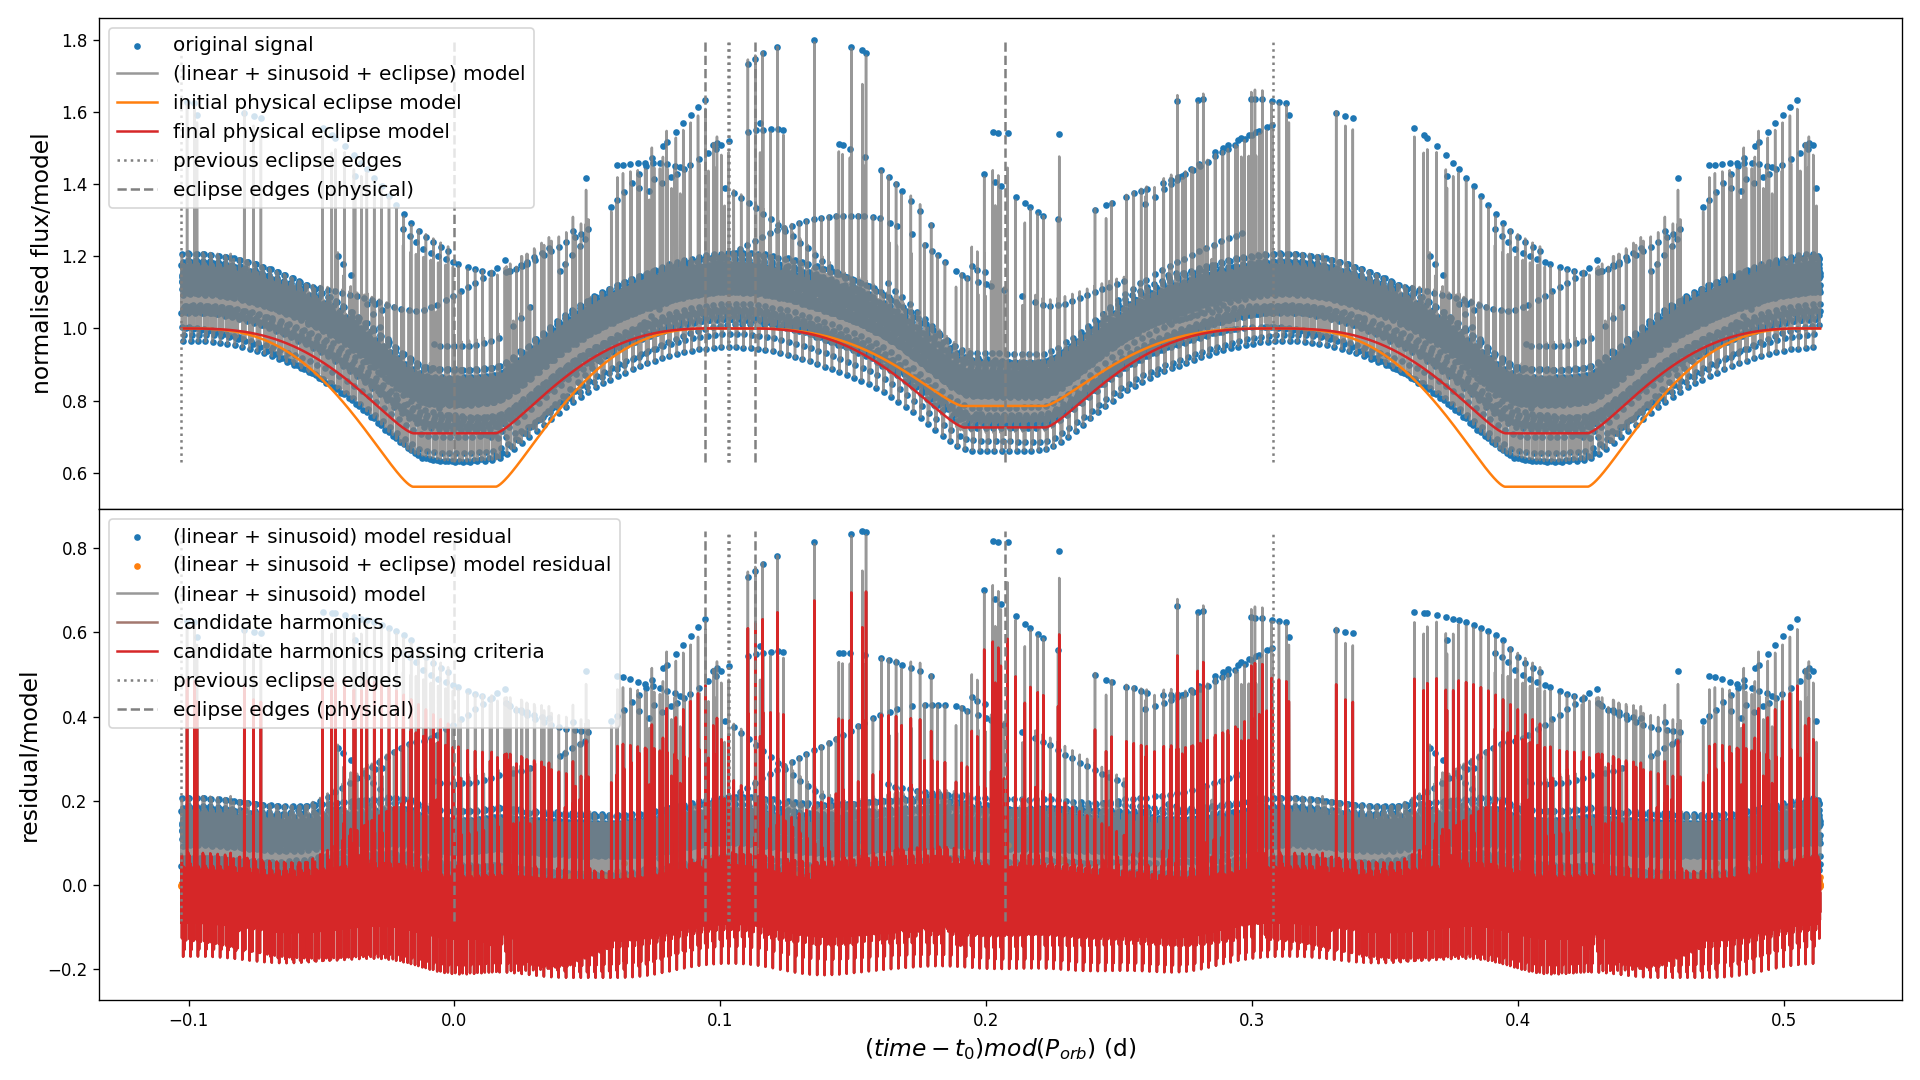 normalised flux/model
1.8
1.6
1.4
1.2
1.0
0.8
0.6
original signal
(linear + sinusoid + eclipse) model
initial physical eclipse model
final physical eclipse model
previous eclipse edges
eclipse edges (physical)
residual/model
0.8
0.6
0.4
0.2
0.0
−0.2
(linear + sinusoid) model residual
(linear + sinusoid + eclipse) model residual
(linear + sinusoid) model
candidate harmonics
candidate harmonics passing criteria
previous eclipse edges
eclipse edges (physical)
−0.1 0.0 0.1 0.2 0.3 0.4 0.5
(time − t₀)mod(P_orb) (d)